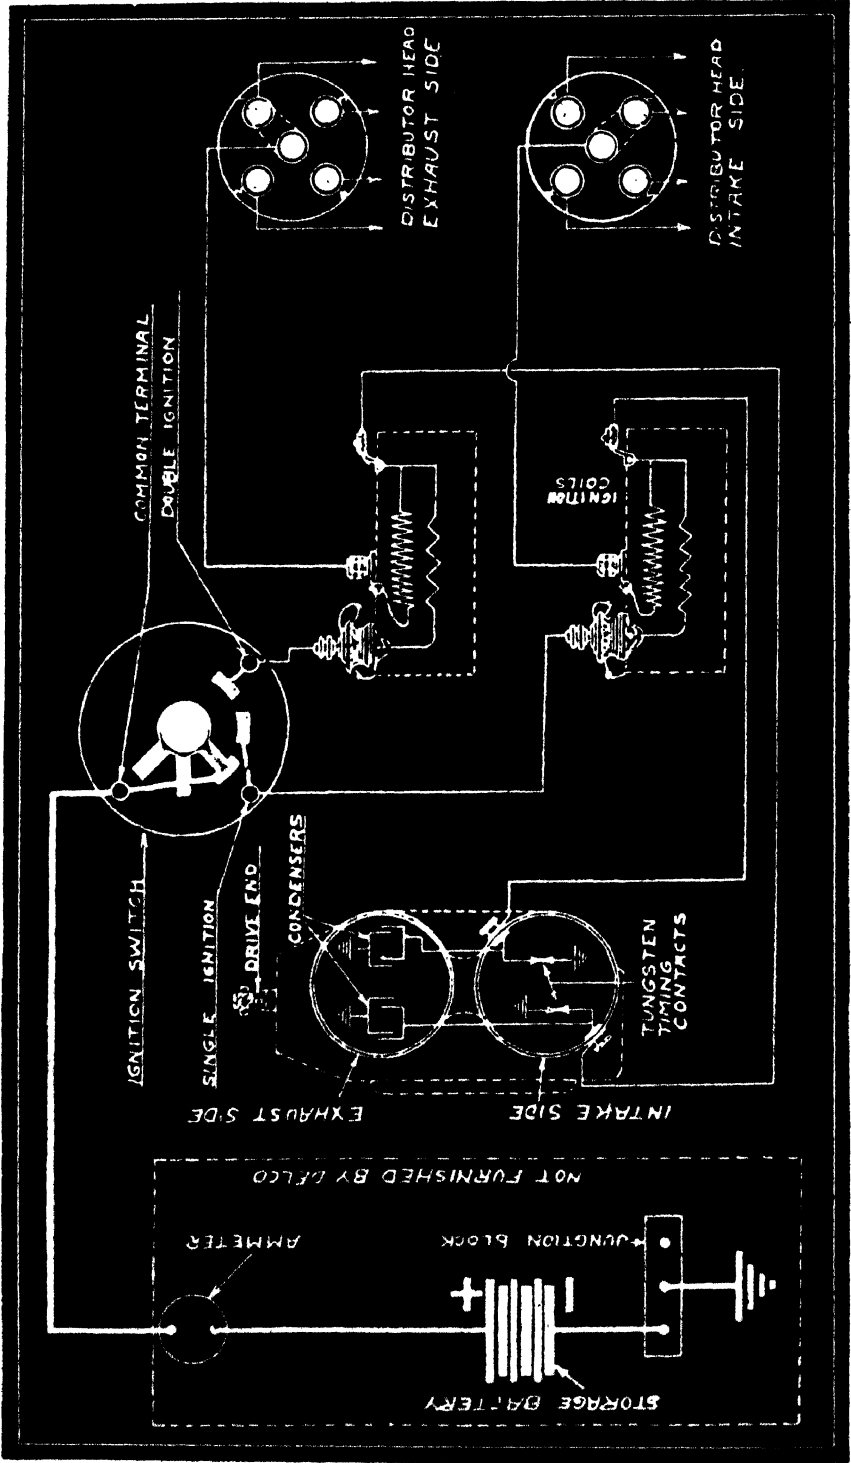 DISTRIBUTOR HEAD
EXHAUST SIDE
DISTRIBUTOR HEAD
INTAKE SIDE.
COMMON TERMINAL
DOUBLE IGNITION
IGNITION
COILS
IGNITION SWITCH
SINGLE IGNITION
DRIVE END
CONDENSERS
TUNGSTEN
TIMING
CONTACTS
EXHAUST SIDE
INTAKE SIDE
NOT FURNISHED BY DELCO
AMMETER
JUNCTION BLOCK
+
−
STORAGE BATTERY